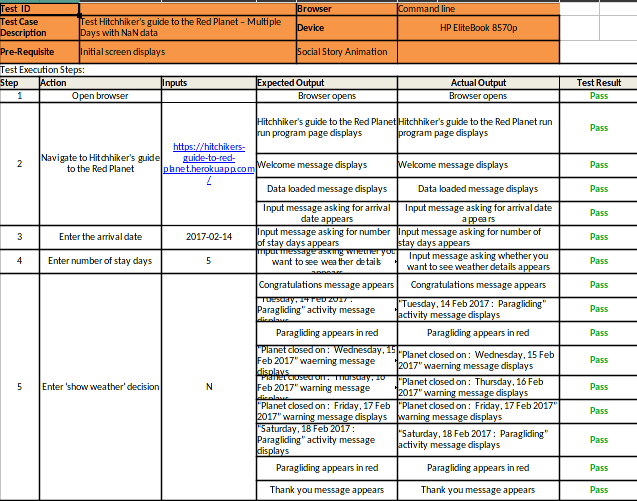 Test ID
Browser
Command line
Test Case Description
Test Hitchhiker's guide to the Red Planet – Multiple Days with NaN data
Device
HP EliteBook 8570p
Pre-Requisite
Initial screen displays
Social Story Animation
Test Execution Steps:
Step
Action
Inputs
Expected Output
Actual Output
Test Result
1
Open browser
Browser opens
Browser opens
Pass
2
Navigate to Hitchhiker's guide to the Red Planet
https://hitchikers-guide-to-red-planet.herokuapp.com/
Hitchhiker's guide to the Red Planet run program page displays
Hitchhiker's guide to the Red Planet run program page displays
Pass
Welcome message displays
Welcome message displays
Pass
Data loaded message displays
Data loaded message displays
Pass
Input message asking for arrival date appears
Input message asking for arrival date appears
Pass
3
Enter the arrival date
2017-02-14
Input message asking for number of stay days appears
Input message asking for number of stay days appears
Pass
4
Enter number of stay days
5
Input message asking whether you want to see weather details appears
Input message asking whether you want to see weather details appears
Pass
5
Enter 'show weather' decision
N
Congratulations message appears
Congratulations message appears
Pass
"Tuesday, 14 Feb 2017 : Paragliding" activity message displays
"Tuesday, 14 Feb 2017 : Paragliding" activity message displays
Pass
Paragliding appears in red
Paragliding appears in red
Pass
"Planet closed on : Wednesday, 15 Feb 2017" waerning message displays
"Planet closed on : Wednesday, 15 Feb 2017" waerning message displays
Pass
"Planet closed on : Thursday, 16 Feb 2017" warning message displays
"Planet closed on : Thursday, 16 Feb 2017" warning message displays
Pass
"Planet closed on : Friday, 17 Feb 2017" warning message displays
"Planet closed on : Friday, 17 Feb 2017" warning message displays
Pass
"Saturday, 18 Feb 2017 : Paragliding" activity message displays
"Saturday, 18 Feb 2017 : Paragliding" activity message displays
Pass
Paragliding appears in red
Paragliding appears in red
Pass
Thank you message appears
Thank you message appears
Pass